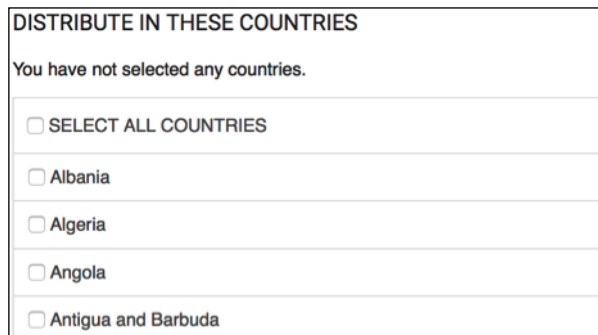 DISTRIBUTE IN THESE COUNTRIES
You have not selected any countries.
SELECT ALL COUNTRIES
Albania
Algeria
Angola
Antigua and Barbuda